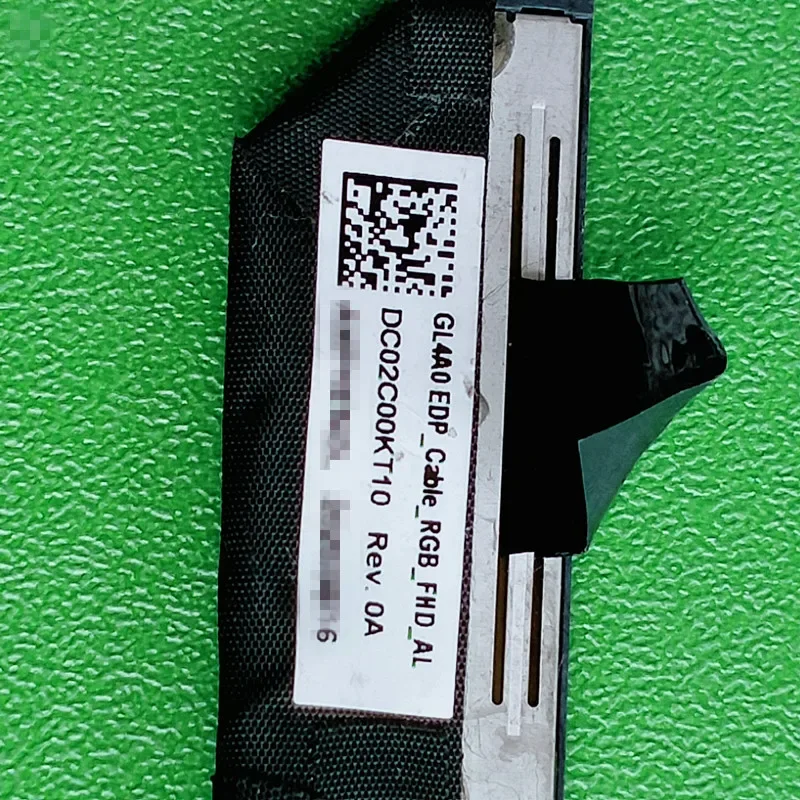 GL4A0 EDP_Cable_RGB_FHD_AL
DC02C00KT10 Rev.0A